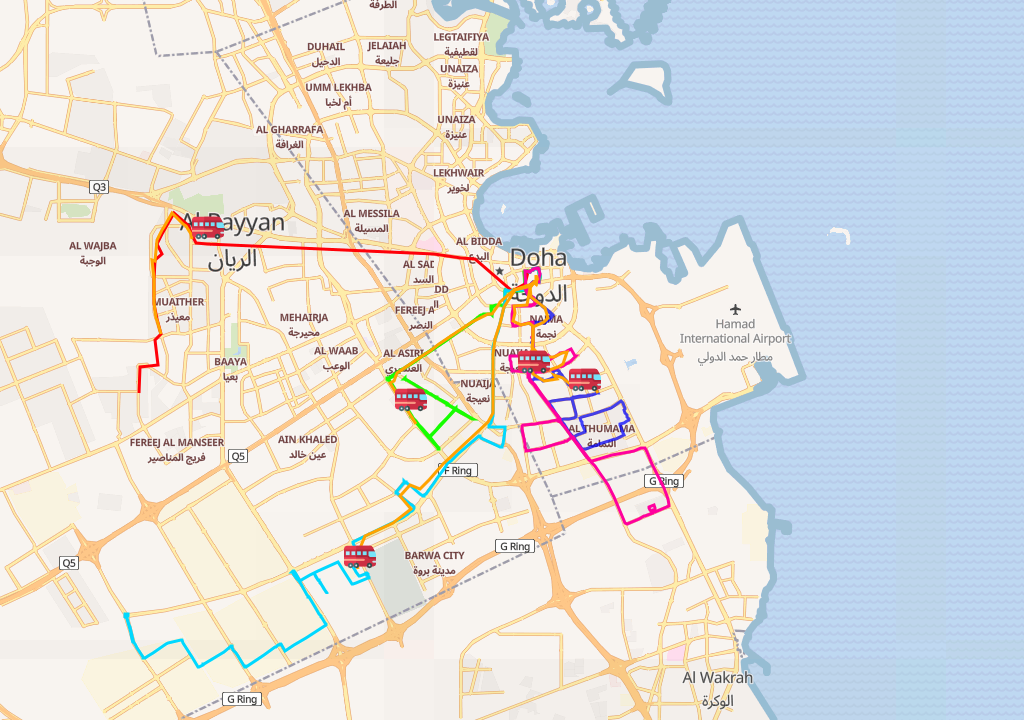 الطرفة
LEGTAIFIYA
لقطيفية
DUHAIL
الدحيل
JELAIAH
جليعة
UNAIZA
عنيزة
UMM LEKHBA
أم لخبا
UNAIZA
عنيزة
AL GHARRAFA
الغرافة
LEKHWAIR
لخوير
Q3
AL MESSILA
المسيلة
Al Rayyan
الريان
AL WAJBA
الوجبة
AL BIDDA
البدع
Doha
الدوحة
AL SAD
السد
DD
MUAITHER
معيذر
MEHAIRJA
محيرجة
FEREEJ A
النصر
NAJMA
نجمة
Hamad
International Airport
مطار حمد الدولي
AL WAAB
الوعب
BAAYA
بعيا
AL ASIRI
NUAIJA
نعيجة
FEREEJ AL MANSEER
فريج المناصير
AIN KHALED
عين خالد
AL THUMAMA
الثمامة
Q5
F Ring
G Ring
G Ring
BARWA CITY
مدينة بروة
Q5
G Ring
Al Wakrah
الوكرة